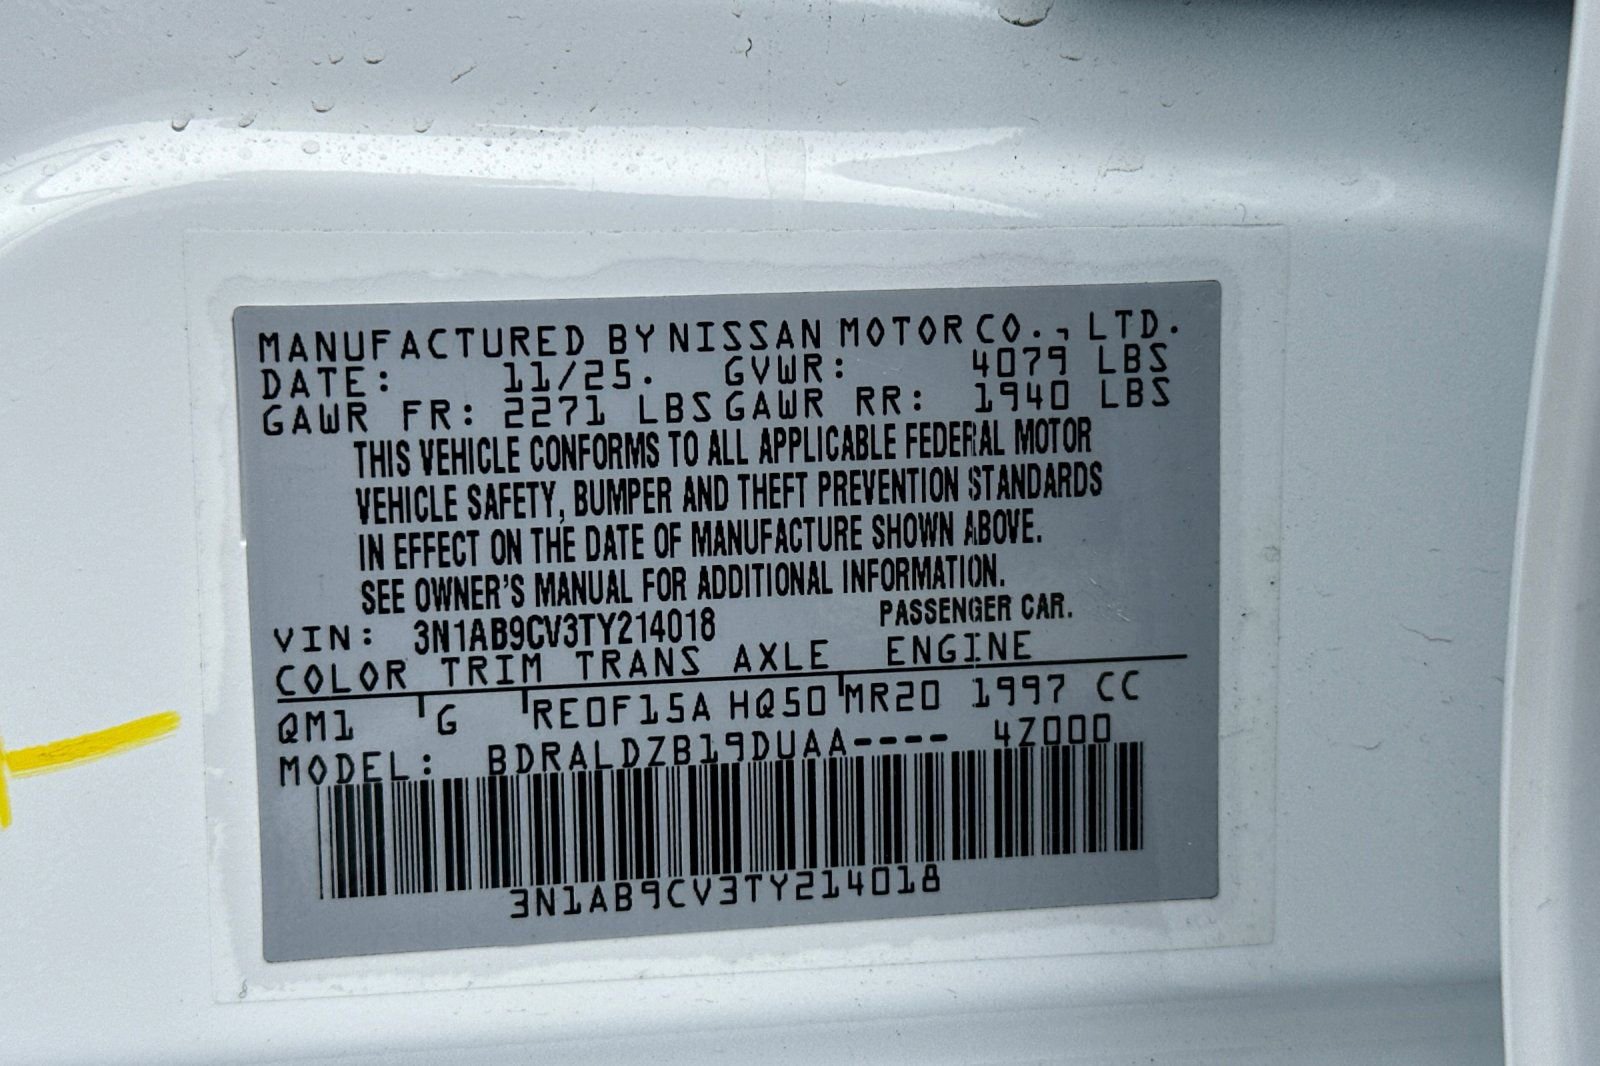 MANUFACTURED BY NISSAN MOTOR CO., LTD.
DATE: 11/25. GVWR: 4079 LBS
GAWR FR: 2271 LBS GAWR RR: 1940 LBS
THIS VEHICLE CONFORMS TO ALL APPLICABLE FEDERAL MOTOR
VEHICLE SAFETY, BUMPER AND THEFT PREVENTION STANDARDS
IN EFFECT ON THE DATE OF MANUFACTURE SHOWN ABOVE.
SEE OWNER'S MANUAL FOR ADDITIONAL INFORMATION.
VIN: 3N1AB9CV3TY214018 PASSENGER CAR.
COLOR TRIM TRANS AXLE ENGINE
QM1 G RE0F15A HQ50 MR20 1997 CC
MODEL: BDRALDZB19DUAA---- 4Z000
3N1AB9CV3TY214018